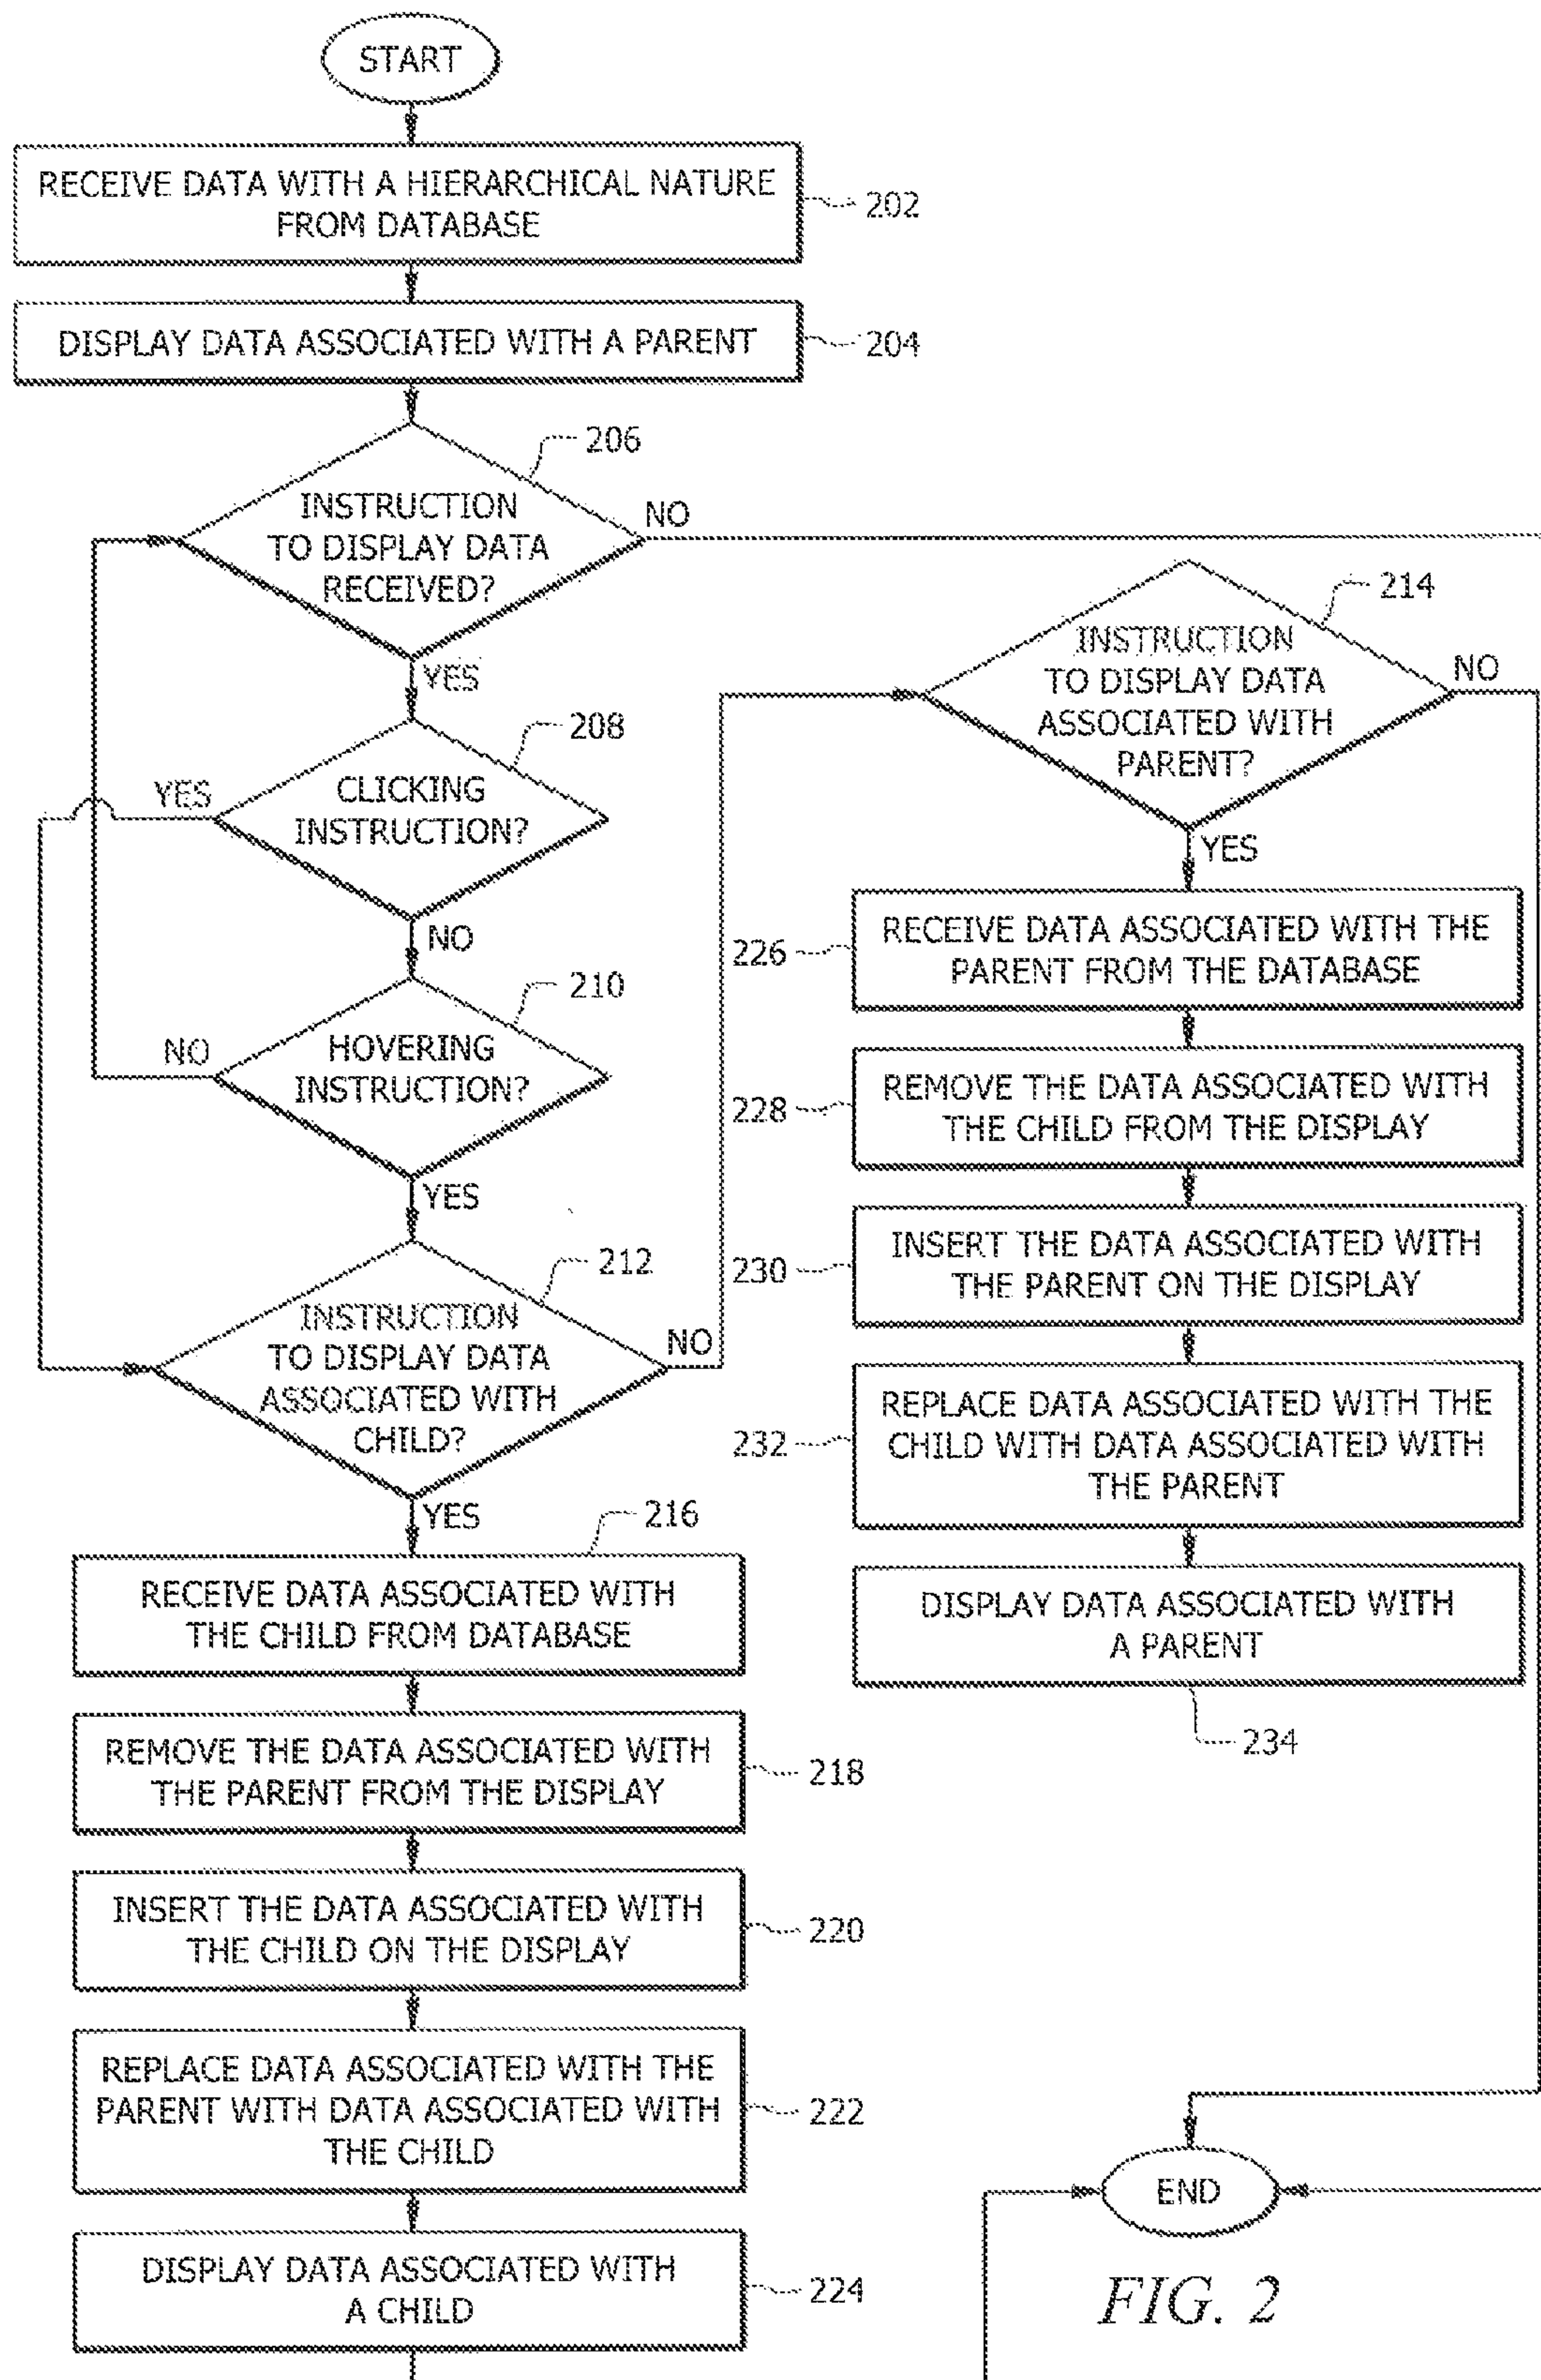 START
RECEIVE DATA WITH A HIERARCHICAL NATURE
FROM DATABASE
202
DISPLAY DATA ASSOCIATED WITH A PARENT
204
206
INSTRUCTION
TO DISPLAY DATA
RECEIVED?
NO
YES
208
CLICKING
INSTRUCTION?
YES
NO
210
HOVERING
INSTRUCTION?
NO
YES
212
INSTRUCTION
TO DISPLAY DATA
ASSOCIATED WITH
CHILD?
NO
YES
216
RECEIVE DATA ASSOCIATED WITH
THE CHILD FROM DATABASE
REMOVE THE DATA ASSOCIATED WITH
THE PARENT FROM THE DISPLAY
218
INSERT THE DATA ASSOCIATED WITH
THE CHILD ON THE DISPLAY
220
REPLACE DATA ASSOCIATED WITH THE
PARENT WITH DATA ASSOCIATED WITH
THE CHILD
222
DISPLAY DATA ASSOCIATED WITH
A CHILD
224
214
INSTRUCTION
TO DISPLAY DATA
ASSOCIATED WITH
PARENT?
NO
YES
226
RECEIVE DATA ASSOCIATED WITH THE
PARENT FROM THE DATABASE
228
REMOVE THE DATA ASSOCIATED WITH
THE CHILD FROM THE DISPLAY
230
INSERT THE DATA ASSOCIATED WITH
THE PARENT ON THE DISPLAY
232
REPLACE DATA ASSOCIATED WITH THE
CHILD WITH DATA ASSOCIATED WITH
THE PARENT
DISPLAY DATA ASSOCIATED WITH
A PARENT
234
END
FIG. 2